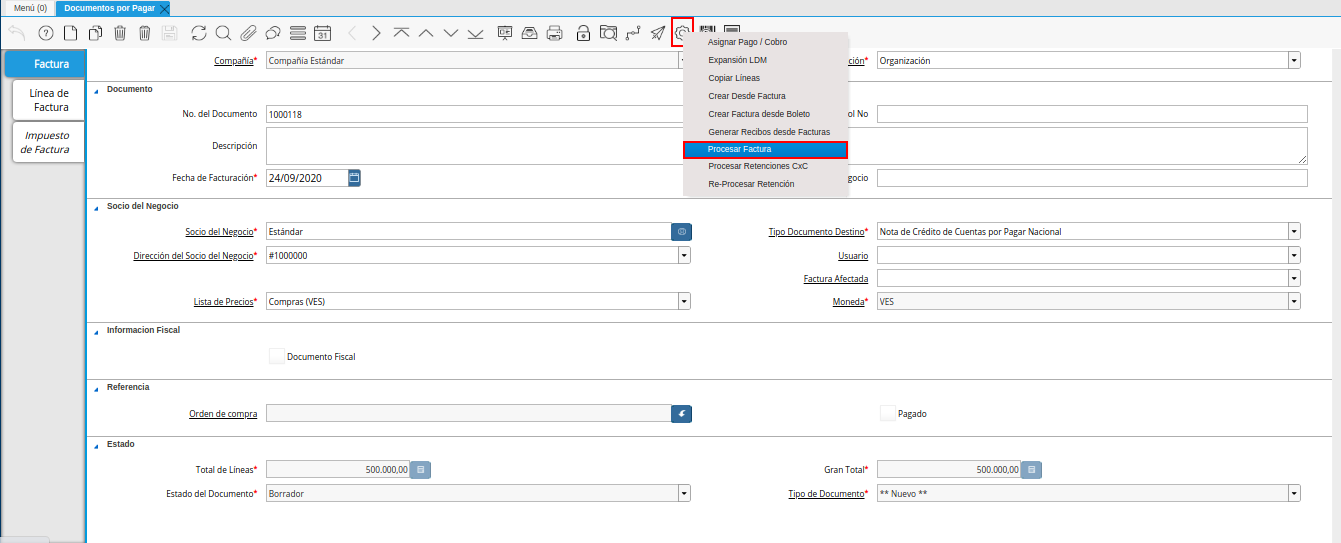 Menú (0)
Documentos por Pagar
31
Factura
Línea de
Factura
Impuesto
de Factura
Compañía* Compañía Estándar
ción* Organización
Asignar Pago / Cobro
Expansión LDM
Copiar Líneas
Crear Desde Factura
Crear Factura desde Boleto
Generar Recibos desde Facturas
Procesar Factura
Procesar Retenciones CxC
Re-Procesar Retención
Documento
No. del Documento 1000118
ol No
Descripción
Fecha de Facturación* 24/09/2020
gocio
Socio del Negocio
Socio del Negocio* Estándar
Tipo Documento Destino* Nota de Crédito de Cuentas por Pagar Nacional
Dirección del Socio del Negocio* #1000000
Usuario
Factura Afectada
Lista de Precios* Compras (VES)
Moneda* VES
Informacion Fiscal
Documento Fiscal
Referencia
Orden de compra
Pagado
Estado
Total de Líneas* 500.000,00
Gran Total* 500.000,00
Estado del Documento* Borrador
Tipo de Documento* ** Nuevo **